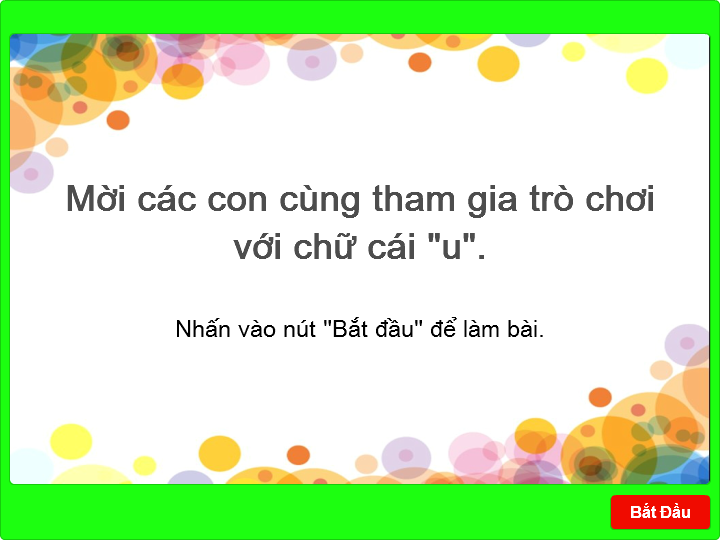 Mời các con cùng tham gia trò chơi
với chữ cái "u".
Nhấn vào nút "Bắt đầu" để làm bài.
Bắt Đầu